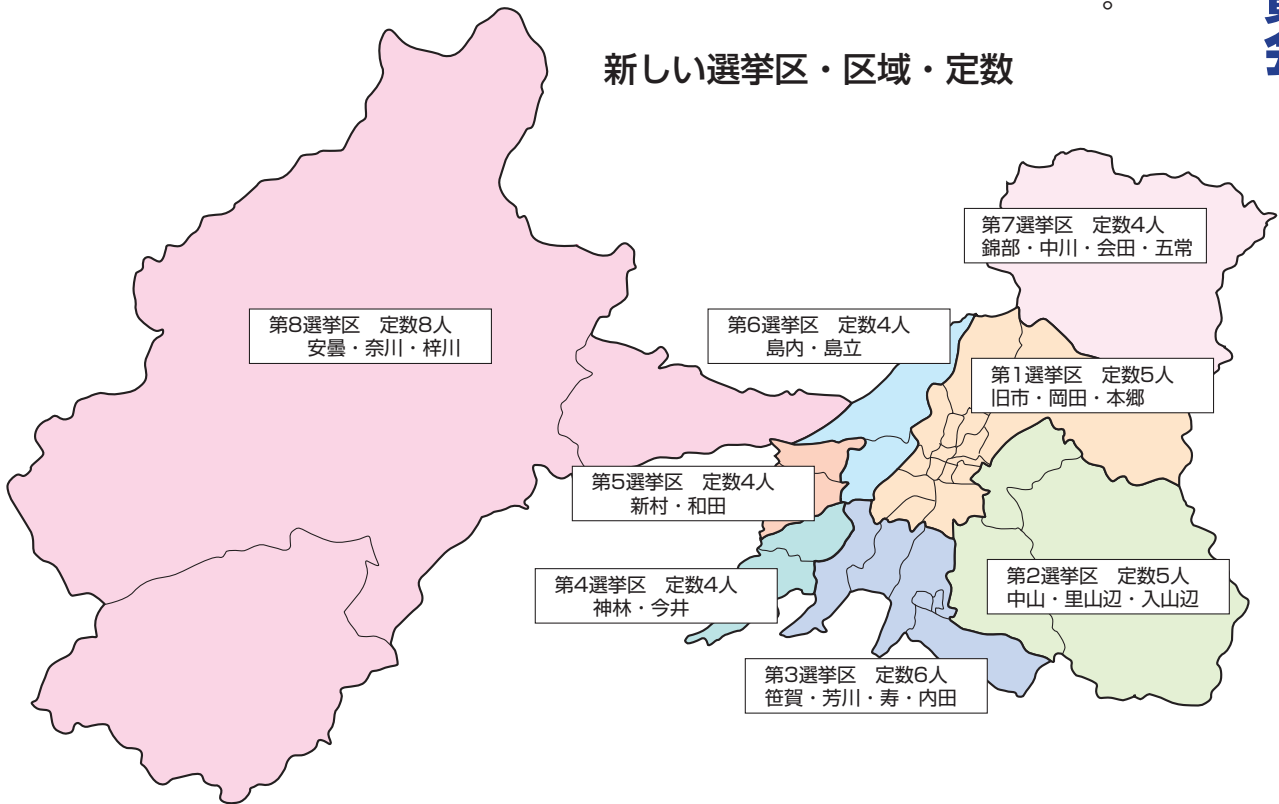 。
新しい選挙区・区域・定数
第7選挙区　定数4人
錦部・中川・会田・五常
第8選挙区　定数8人
安曇・奈川・梓川
第6選挙区　定数4人
島内・島立
第1選挙区　定数5人
旧市・岡田・本郷
第5選挙区　定数4人
新村・和田
第4選挙区　定数4人
神林・今井
第2選挙区　定数5人
中山・里山辺・入山辺
第3選挙区　定数6人
笹賀・芳川・寿・内田